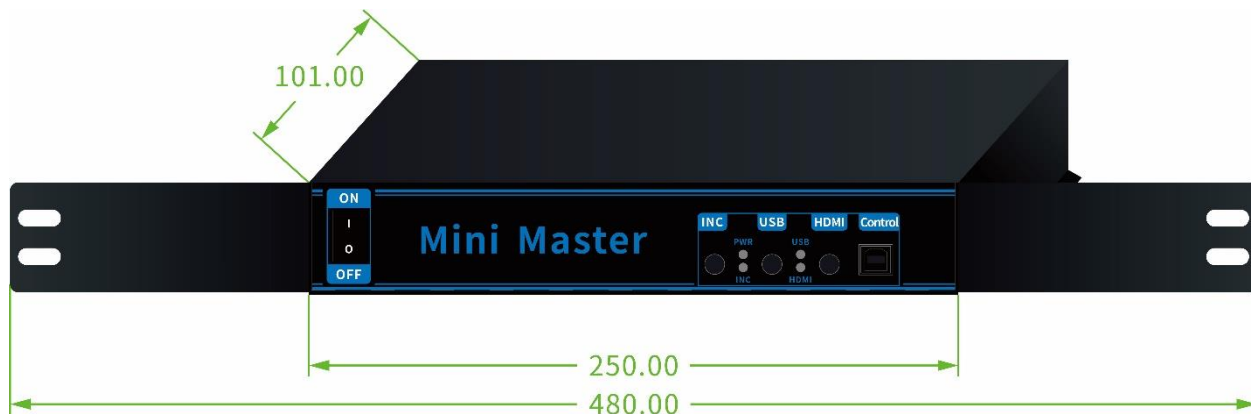 101.00
ON
I
O
OFF
Mini Master
INC USB HDMI Control
PWR USB
INC HDMI
250.00
480.00